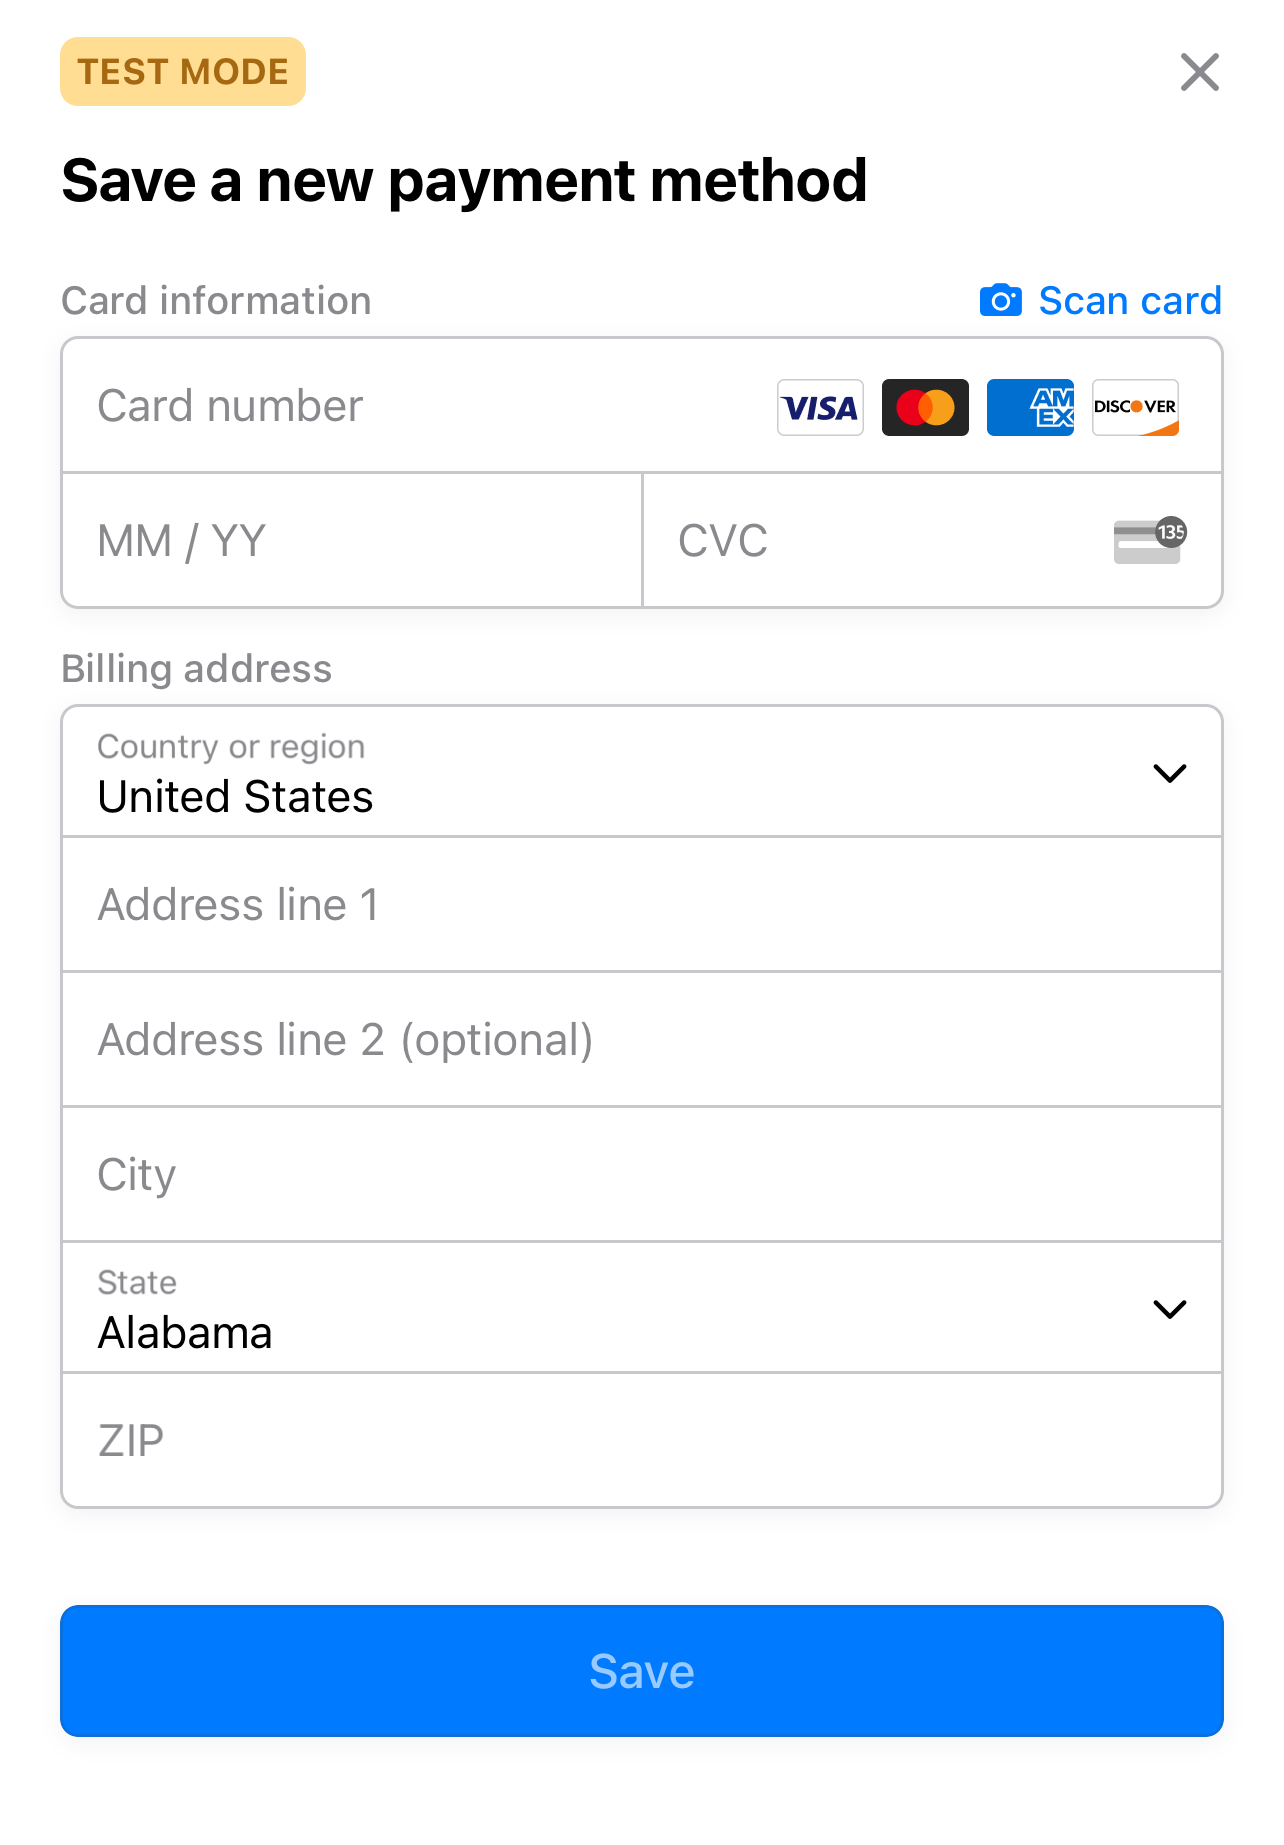 TEST MODE
Save a new payment method
Card information
Scan card
Card number
VISA
AM
EX
DISCOVER
MM / YY
CVC
135
Billing address
Country or region
United States
Address line 1
Address line 2 (optional)
City
State
Alabama
ZIP
Save